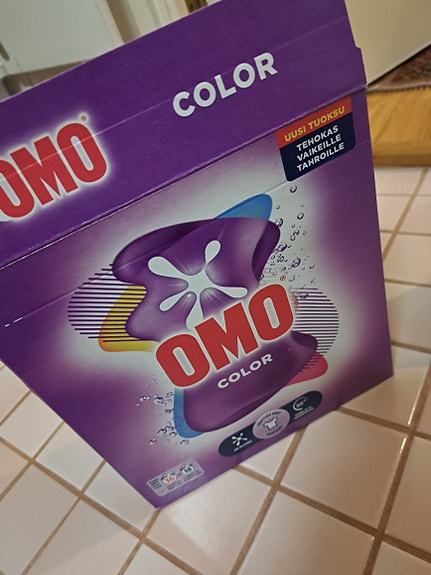 COLOR
OMO
UUSI TUOKSU
TEHOKAS
VAIKEILLE
TAHROILLE
OMO
COLOR